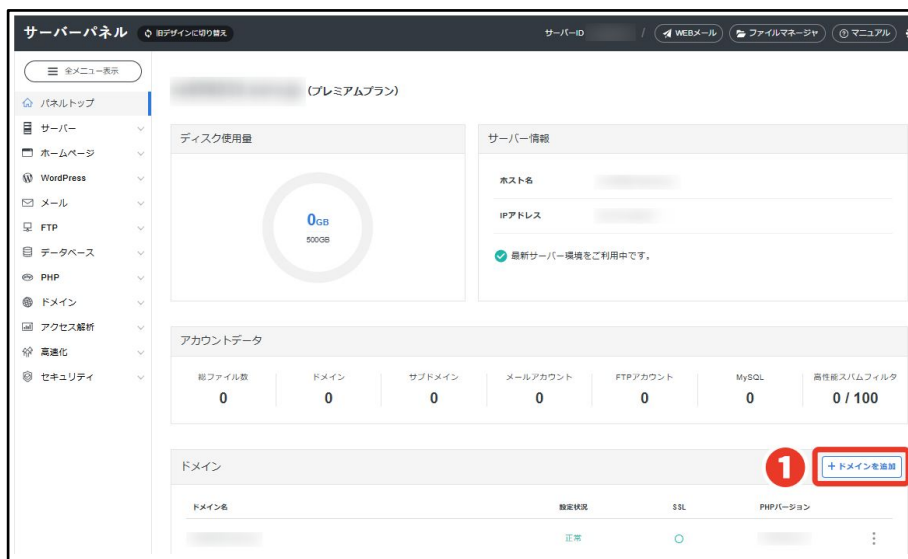 サーバーパネル 旧デザインに切り替え サーバーID / WEBメール ファイルマネージャ マニュアル
全メニュー表示
パネルトップ
サーバー
ホームページ
WordPress
メール
FTP
データベース
PHP
ドメイン
アクセス解析
高速化
セキュリティ
(プレミアムプラン)
ディスク使用量
0GB
500GB
サーバー情報
ホスト名
IPアドレス
最新サーバー環境をご利用中です。
アカウントデータ
総ファイル数 ドメイン サブドメイン メールアカウント FTPアカウント MySQL 高性能スパムフィルタ
0 0 0 0 0 0 0 / 100
ドメイン 1 +ドメインを追加
ドメイン名 設定状況 SSL PHPバージョン
正常